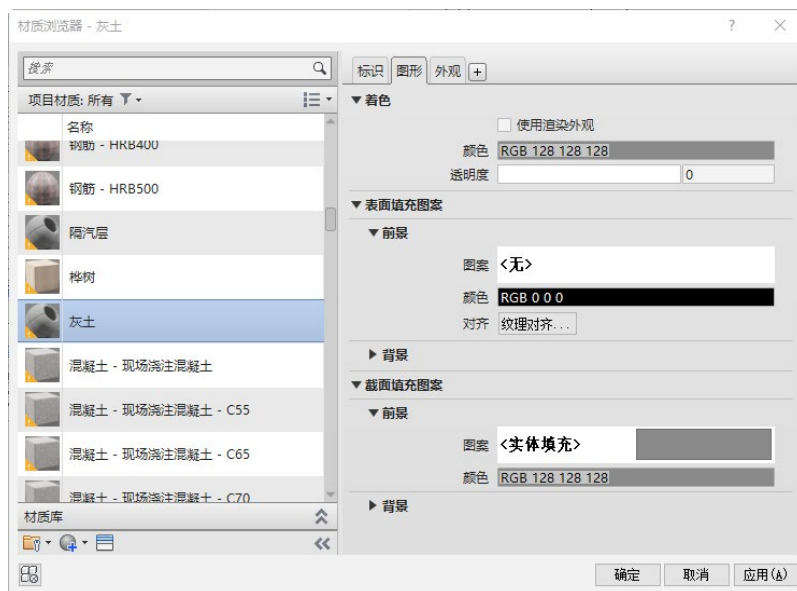 材质浏览器 - 灰土
?
搜索
标识 图形 外观 +
项目材质: 所有
▼着色
名称
使用渲染外观
钢筋 - HRB400
颜色 RGB 128 128 128
透明度 0
钢筋 - HRB500
▼表面填充图案
隔汽层
▼前景
图案 <无>
桦树
颜色 RGB 0 0 0
灰土
对齐 纹理对齐...
▶背景
混凝土 - 现场浇注混凝土
▼截面填充图案
混凝土 - 现场浇注混凝土 - C55
▼前景
图案 <实体填充>
混凝土 - 现场浇注混凝土 - C65
颜色 RGB 128 128 128
混凝土 - 现场浇注混凝土 - C70
▶背景
材质库
确定 取消 应用(A)